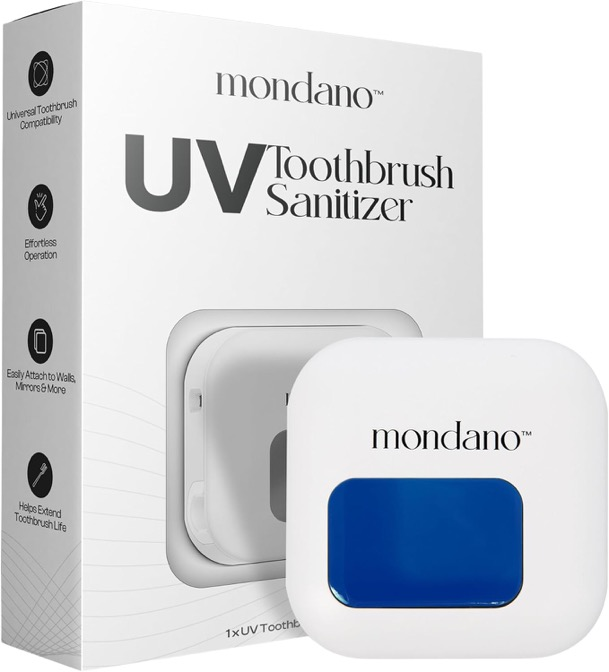 Universal Toothbrush
Compatibility
Effortless
Operation
Easily Attach to Walls,
Mirrors & More
Helps Extend
Toothbrush Life
mondano™
UV Toothbrush
Sanitizer
1xUV
mondano™